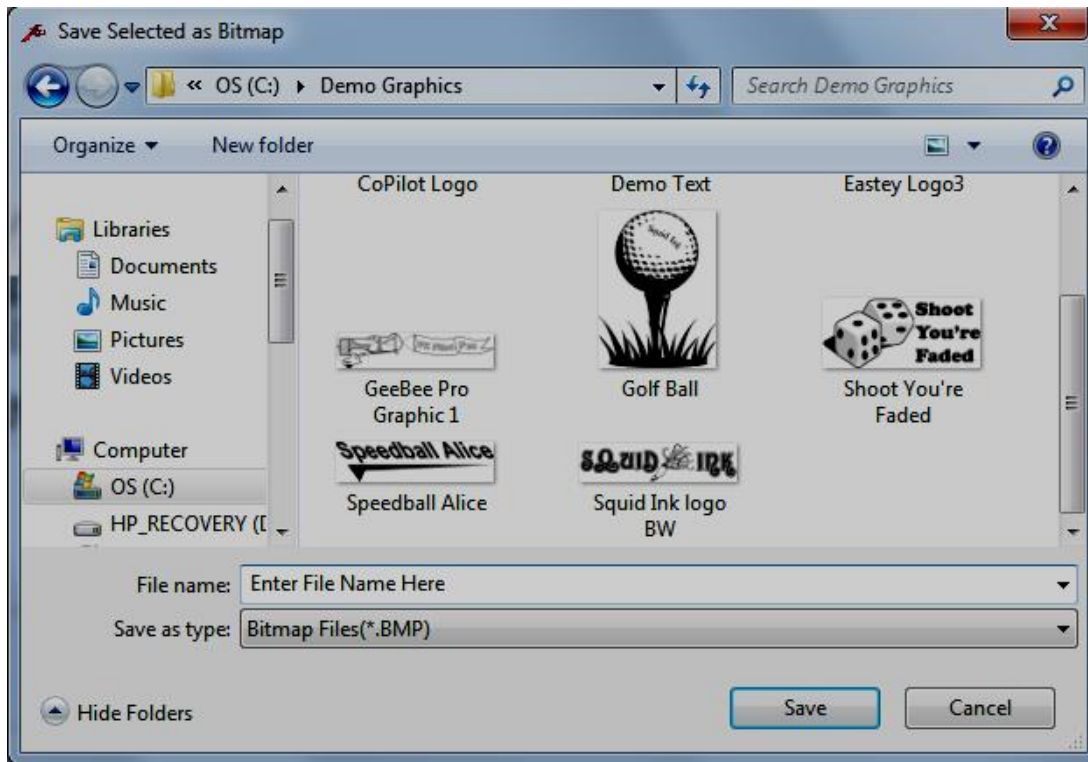 Save Selected as Bitmap
« OS (C:) ▸ Demo Graphics
Search Demo Graphics
Organize
New folder
CoPilot Logo
Demo Text
Eastey Logo3
Libraries
Documents
Music
Pictures
Videos
Computer
OS (C:)
HP_RECOVERY (D
Squid Ink
GeeBee Pro
Graphic 1
Golf Ball
Shoot
You're
Faded
Shoot You're
Faded
Speedball Alice
Speedball Alice
SQUID INK
Squid Ink logo
BW
File name: Enter File Name Here
Save as type: Bitmap Files(*.BMP)
Hide Folders
Save
Cancel